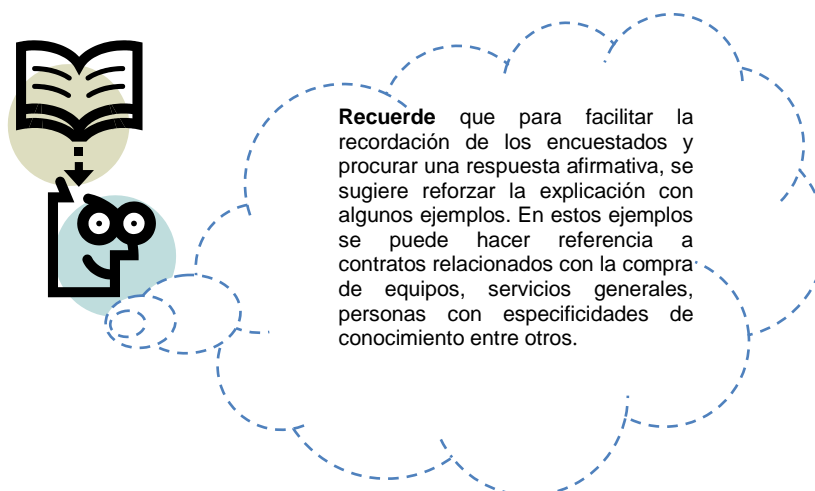 Recuerde que para facilitar la
recordación de los encuestados y
procurar una respuesta afirmativa, se
sugiere reforzar la explicación con
algunos ejemplos. En estos ejemplos
se puede hacer referencia a
contratos relacionados con la compra
de equipos, servicios generales,
personas con especificidades de
conocimiento entre otros.